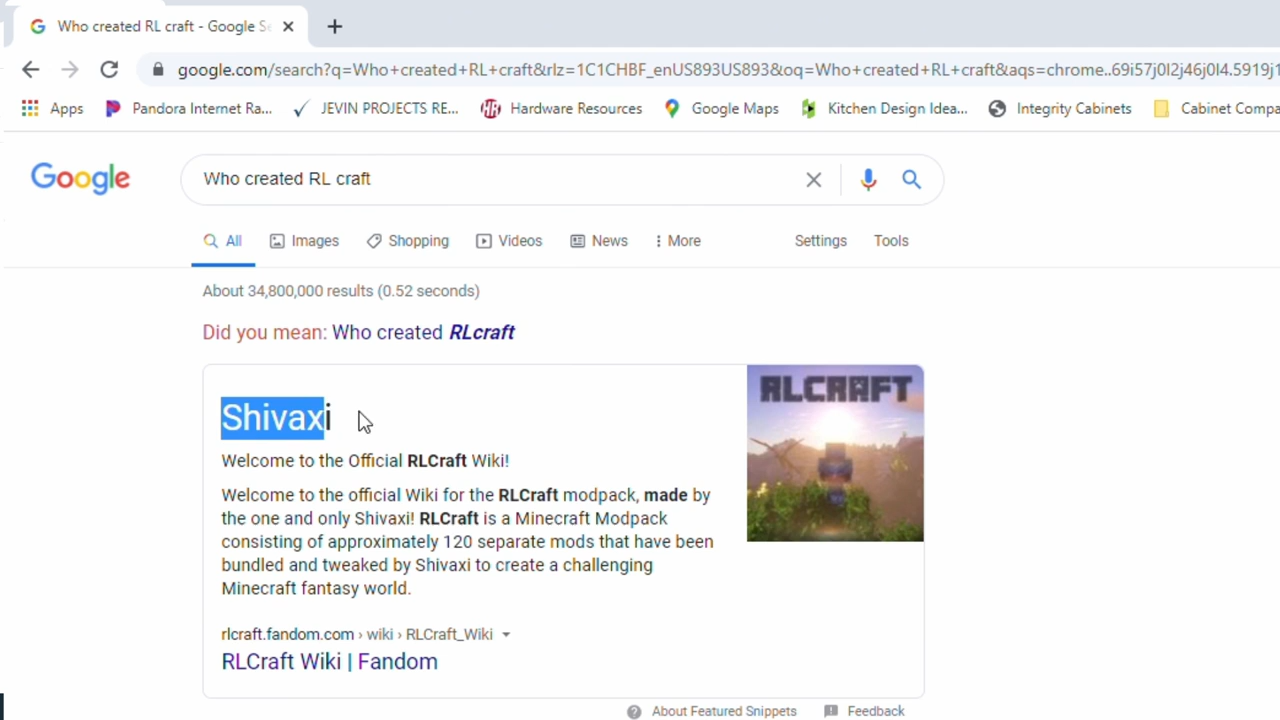 Who created RL craft - Google Se
google.com/search?q=Who+created+RL+craft&rlz=1C1CHBF_enUS893US893&oq=Who+created+RL+craft&aqs=chrome..69i57j0l2j46j0l4.5919j1
Apps Pandora Internet Ra... JEVIN PROJECTS RE... Hardware Resources Google Maps Kitchen Design Idea... Integrity Cabinets Cabinet Compa
Google Who created RL craft
All Images Shopping Videos News More Settings Tools
About 34,800,000 results (0.52 seconds)
Did you mean: Who created RLcraft
RLCRAFT
Shivaxi
Welcome to the Official RLCraft Wiki!
Welcome to the official Wiki for the RLCraft modpack, made by
the one and only Shivaxi! RLCraft is a Minecraft Modpack
consisting of approximately 120 separate mods that have been
bundled and tweaked by Shivaxi to create a challenging
Minecraft fantasy world.
rlcraft.fandom.com › wiki › RLCraft_Wiki
RLCraft Wiki | Fandom
About Featured Snippets Feedback